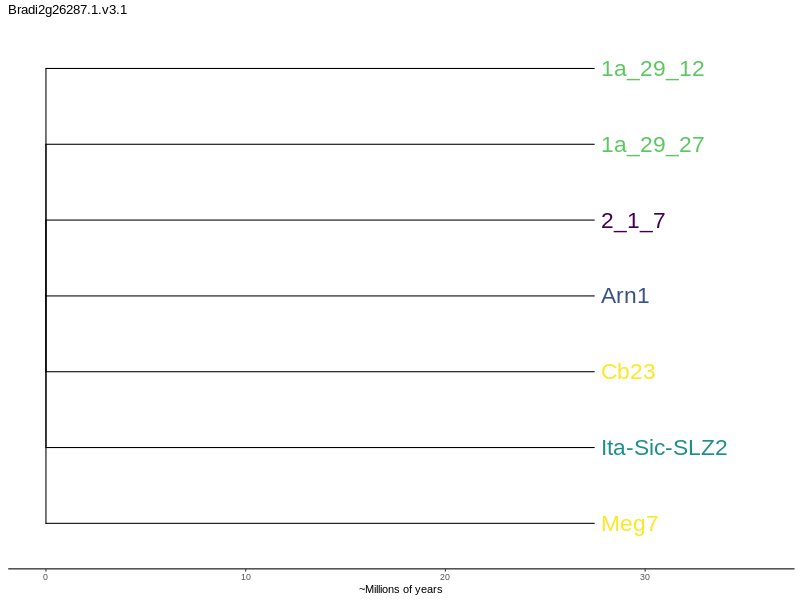 Bradi2g26287.1.v3.1
1a_29_12
1a_29_27
2_1_7
Arn1
Cb23
Ita-Sic-SLZ2
Meg7
0 10 20 30
~Millions of years